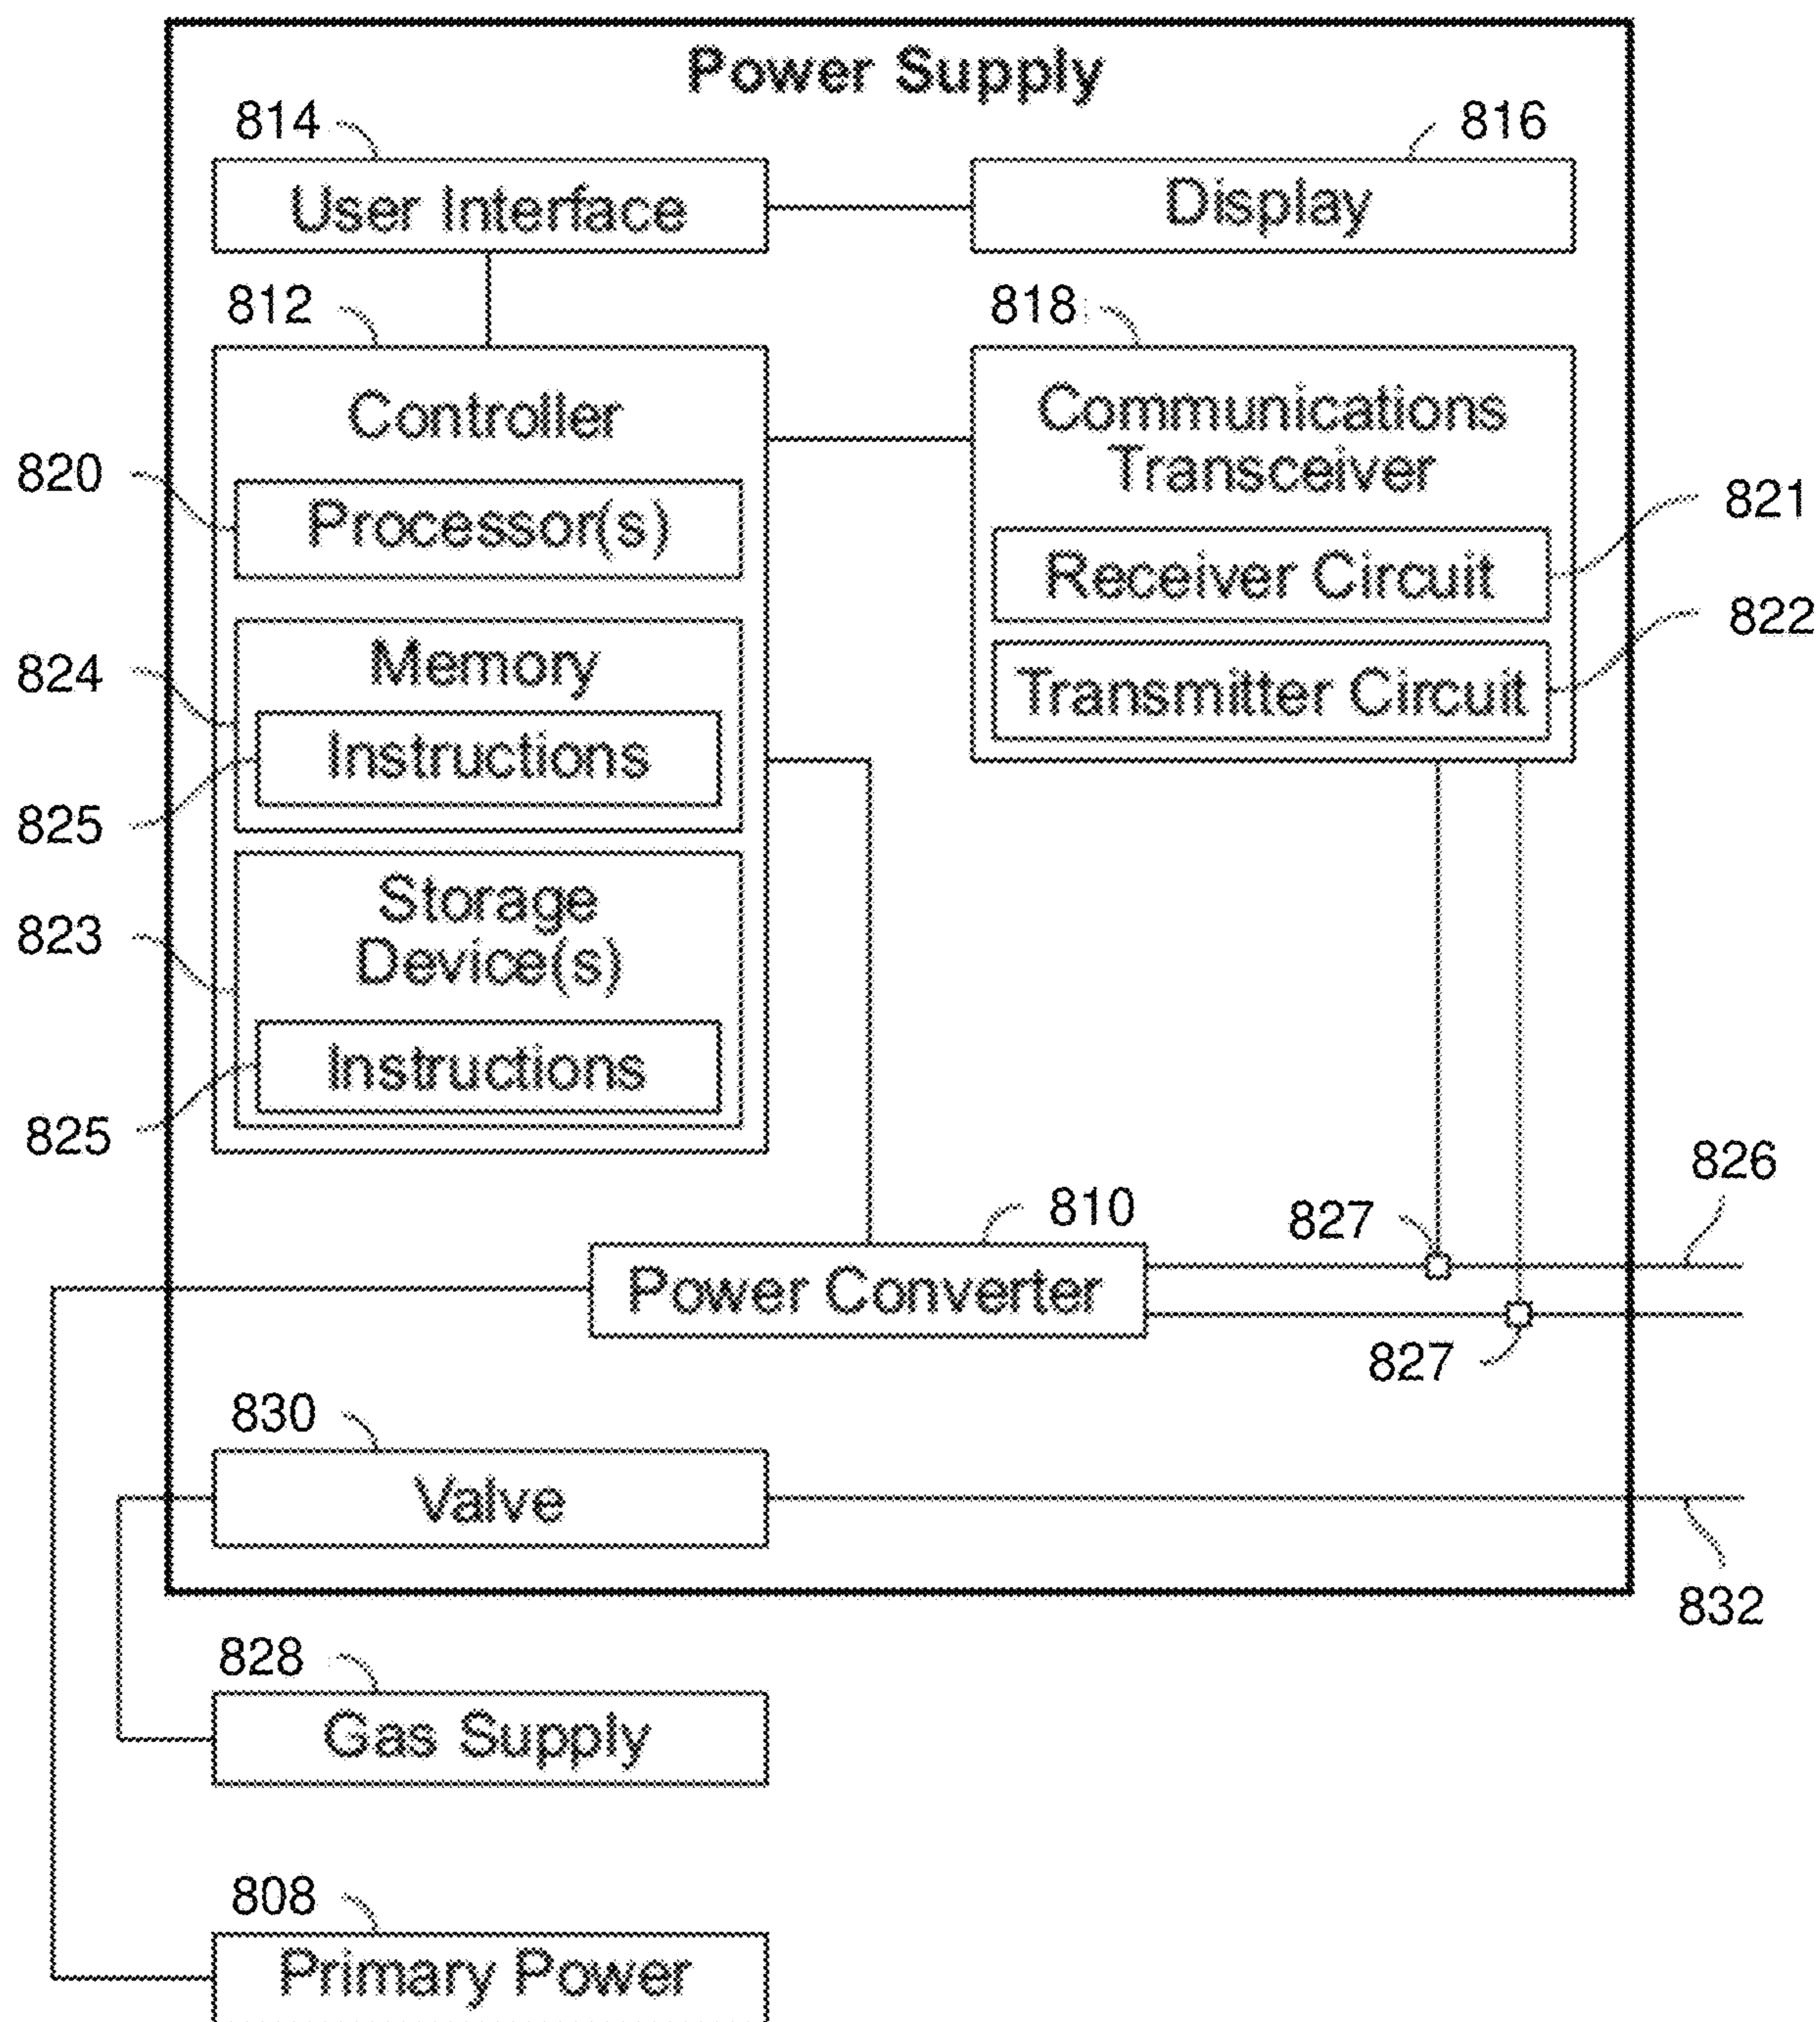 Power Supply
814
816
User Interface
Display
812
818
Controller
Communications
Transceiver
820
Processor(s)
821
Receiver Circuit
822
824
Memory
Transmitter Circuit
Instructions
825
Storage
Device(s)
823
Instructions
825
826
810
827
Power Converter
827
830
Valve
832
828
Gas Supply
808
Primary Power